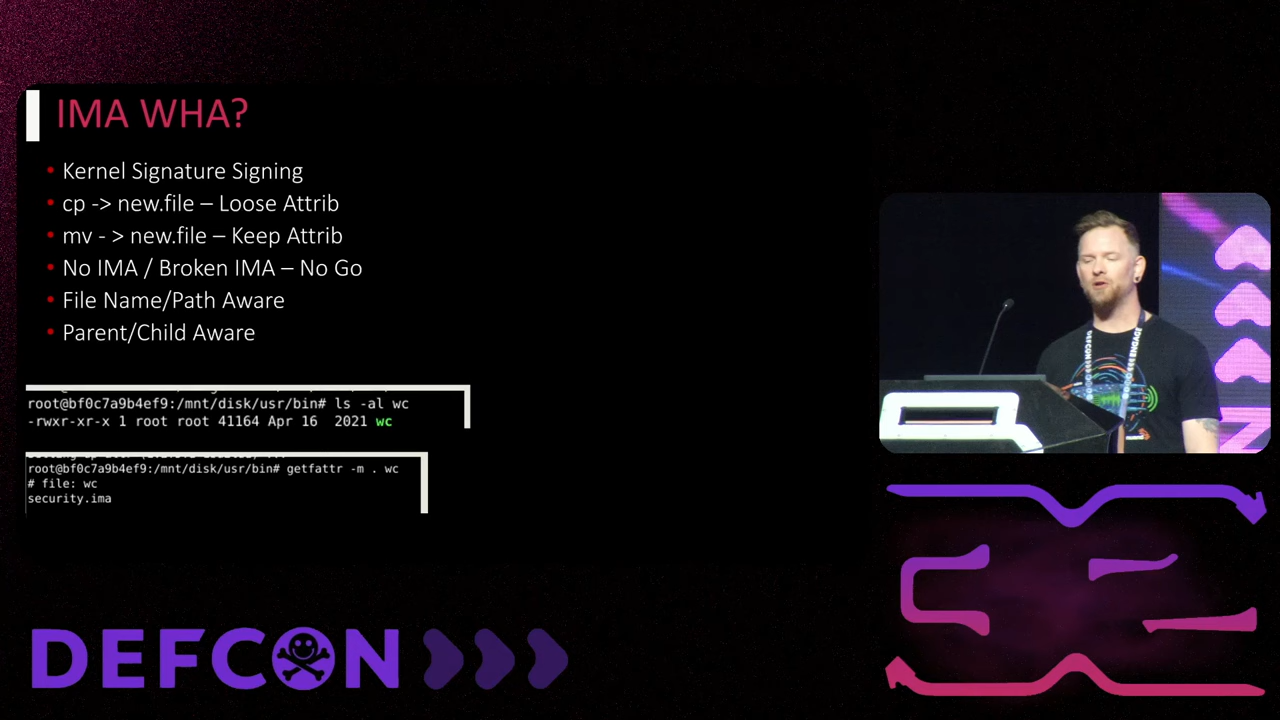 IMA WHA?
• Kernel Signature Signing
• cp -> new.file – Loose Attrib
• mv - > new.file – Keep Attrib
• No IMA / Broken IMA – No Go
• File Name/Path Aware
• Parent/Child Aware
root@bf0c7a9b4ef9:/mnt/disk/usr/bin# ls -al wc
-rwxr-xr-x 1 root root 41164 Apr 16 2021 wc
root@bf0c7a9b4ef9:/mnt/disk/usr/bin# getfattr -m . wc
# file: wc
security.ima
DEFCON
DEFCON
ENGAGE